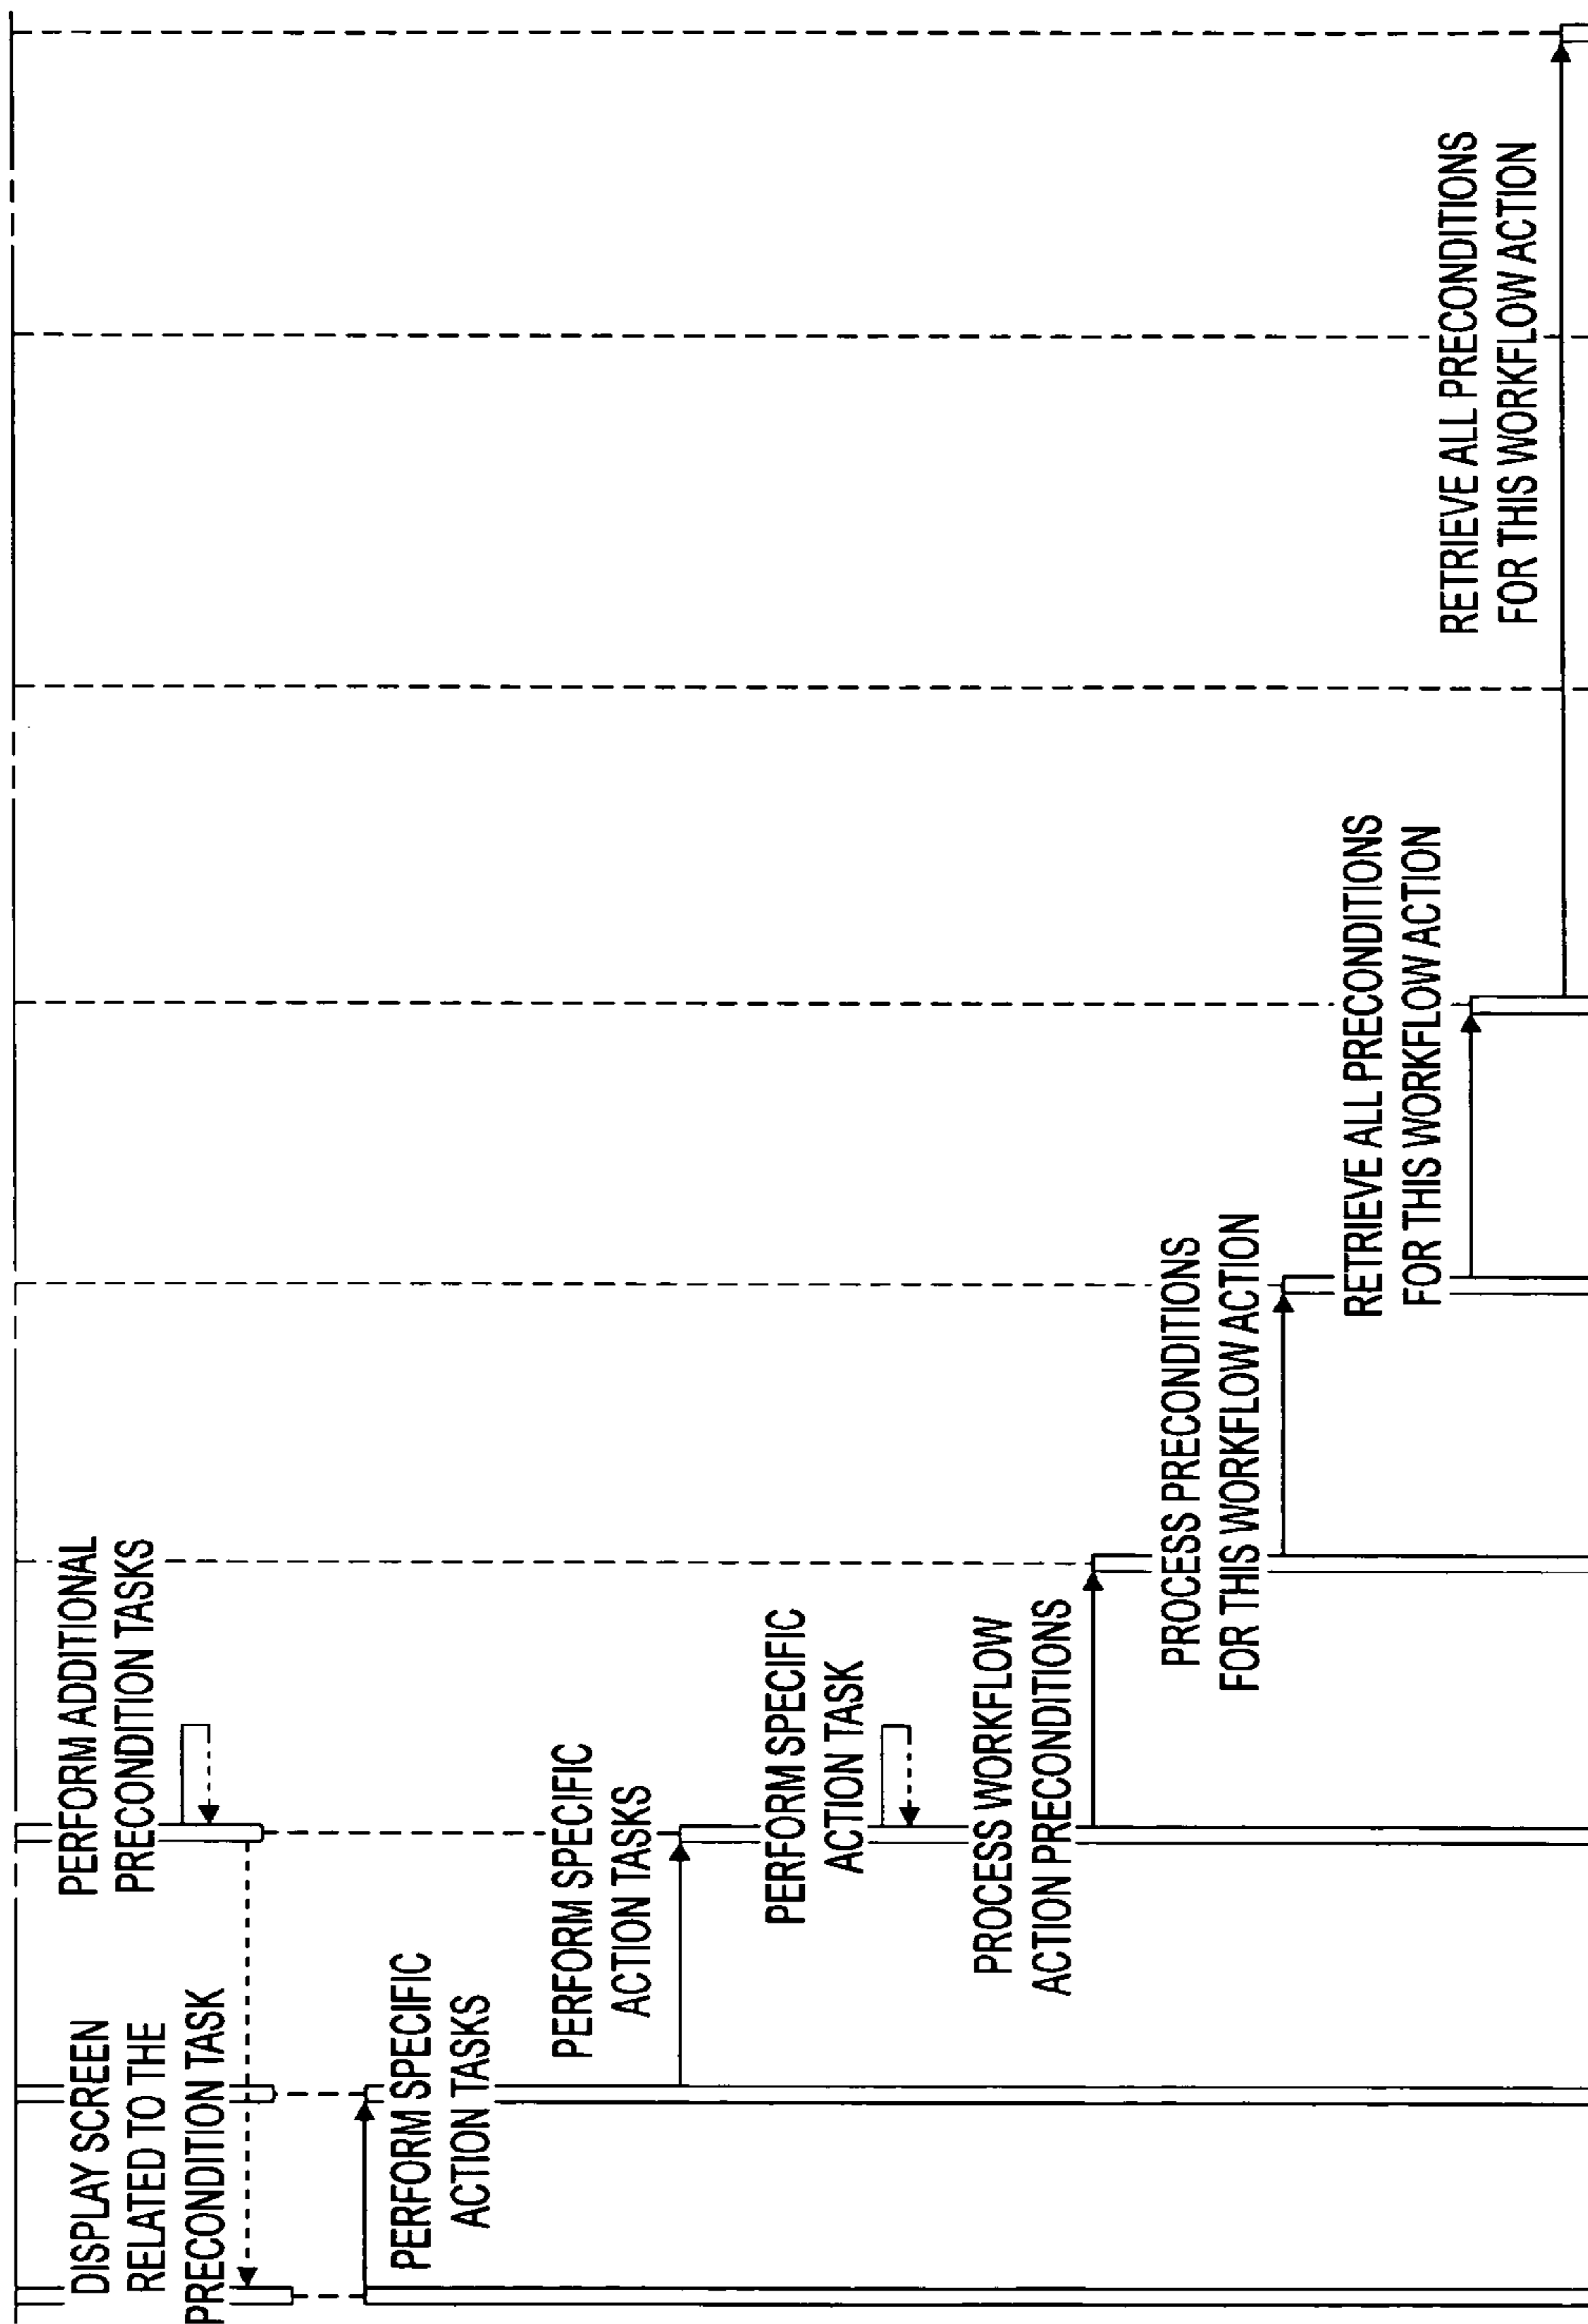 DISPLAY SCREEN
RELATED TO THE
PRECONDITION TASK
PERFORM ADDITIONAL
PRECONDITION TASKS
PERFORM SPECIFIC
ACTION TASKS
PERFORM SPECIFIC
ACTION TASKS
PERFORM SPECIFIC
ACTION TASK
PROCESS WORKFLOW
ACTION PRECONDITIONS
PROCESS PRECONDITIONS
FOR THIS WORKFLOW ACTION
RETRIEVE ALL PRECONDITIONS
FOR THIS WORKFLOW ACTION
RETRIEVE ALL PRECONDITIONS
FOR THIS WORKFLOW ACTION